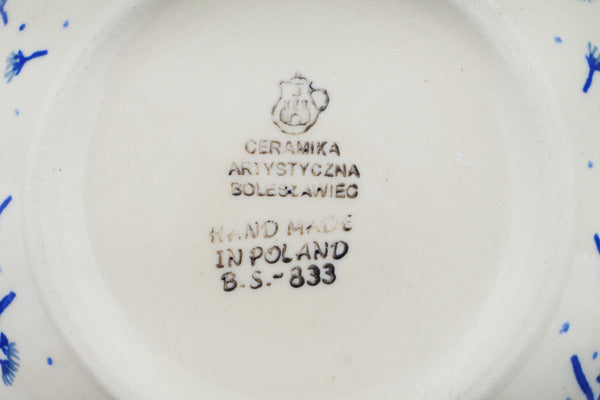 CERAMIKA
ARTYSTYCZNA
BOLESŁAWIEC
HAND MADE
IN POLAND
B.S.-833